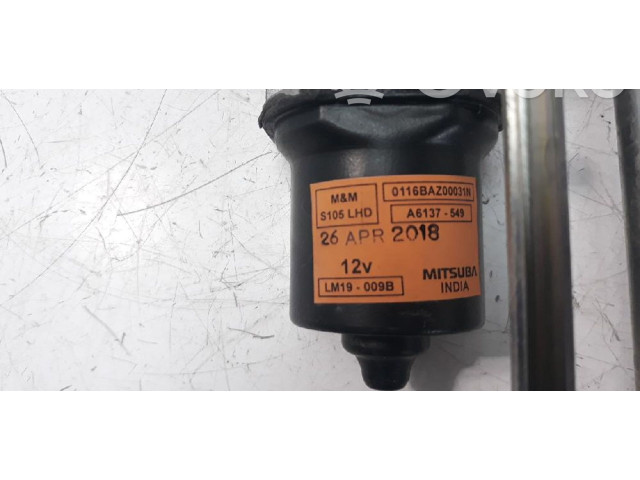 M&M
S105 LHD
0116BAZ00031N
A6137-549
26 APR 2018
12v
MITSUBA
LM19-009B
INDIA